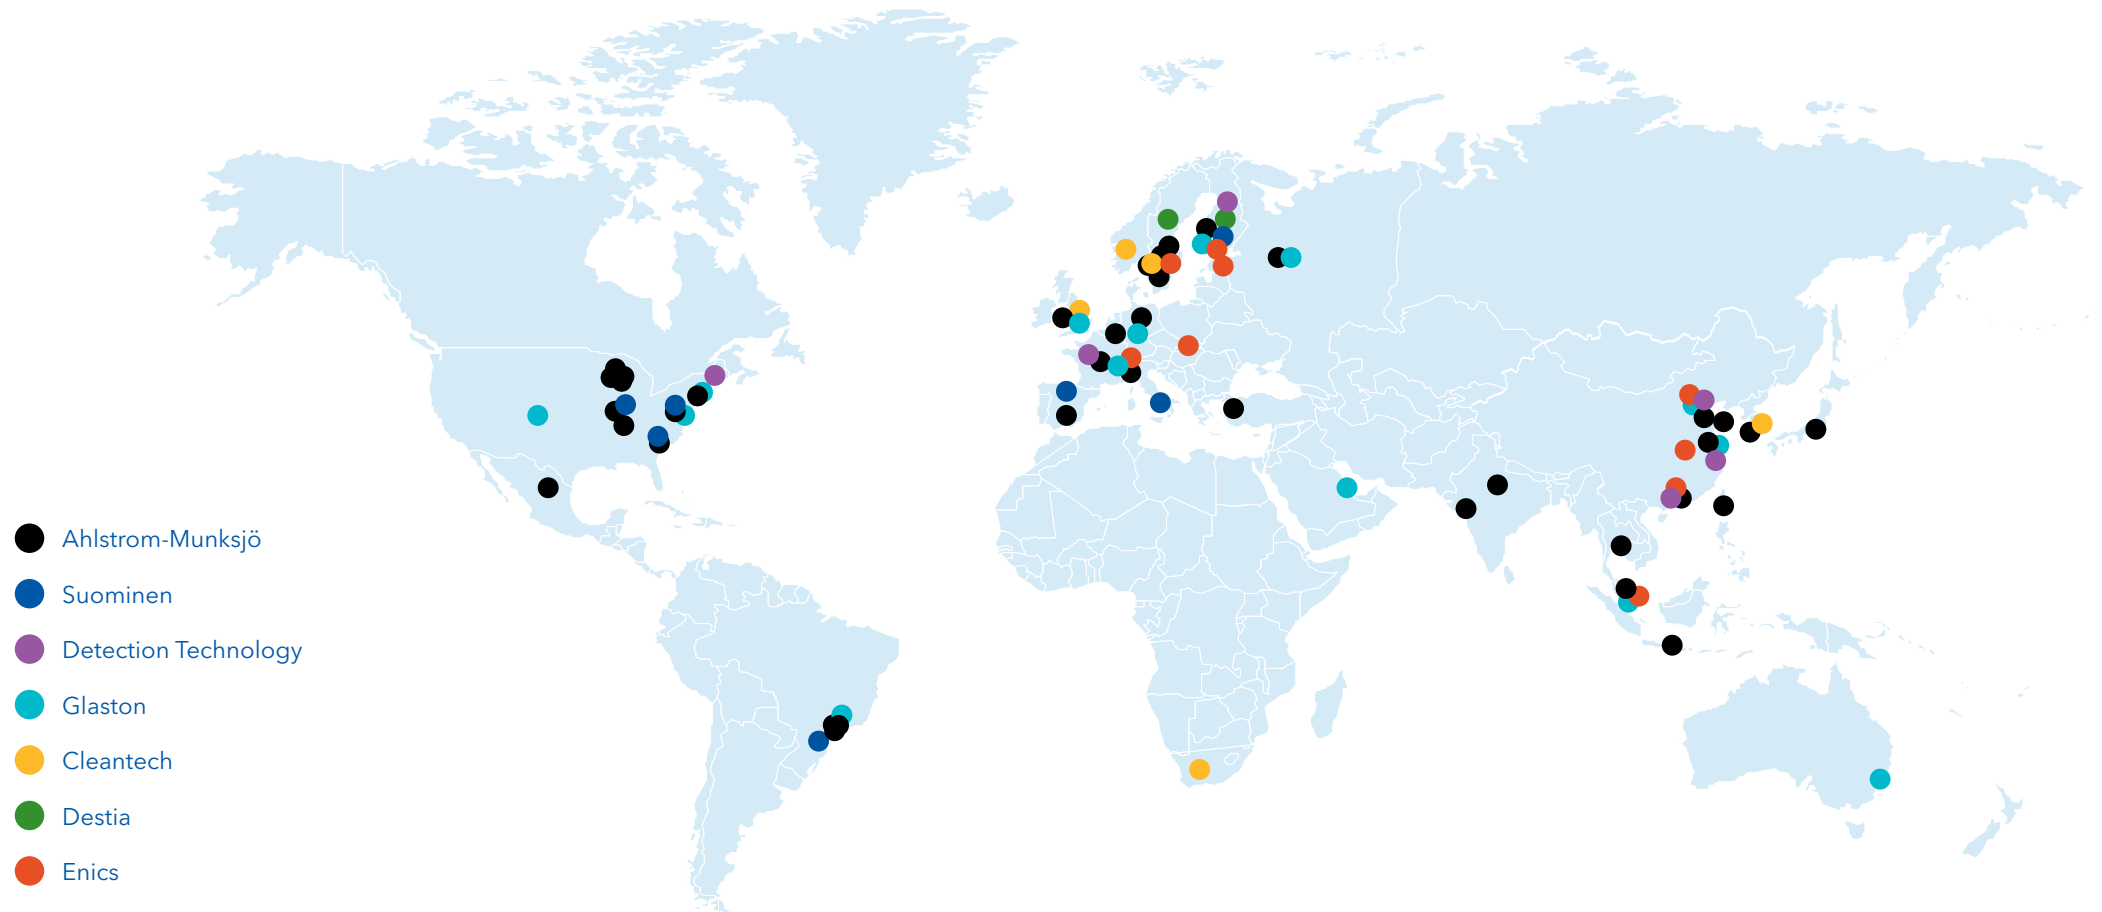 Ahlstrom-Munksjö
Suominen
Detection Technology
Glaston
Cleantech
Destia
Enics